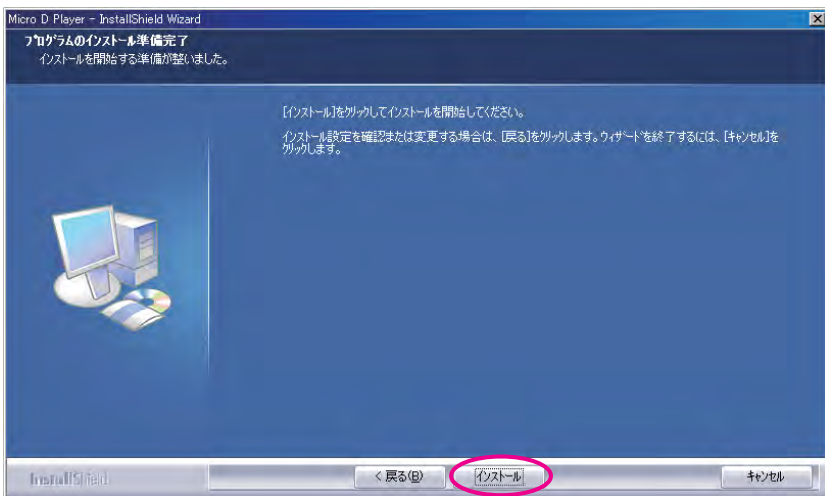 Micro D Player - InstallShield Wizard
プログラムのインストール準備完了
インストールを開始する準備が整いました。
[インストール]をクリックしてインストールを開始してください。
インストール設定を確認または変更する場合は、[戻る]をクリックします。ウィザードを終了するには、[キャンセル]を
クリックします。
InstallShield
< 戻る(B)
インストール
キャンセル